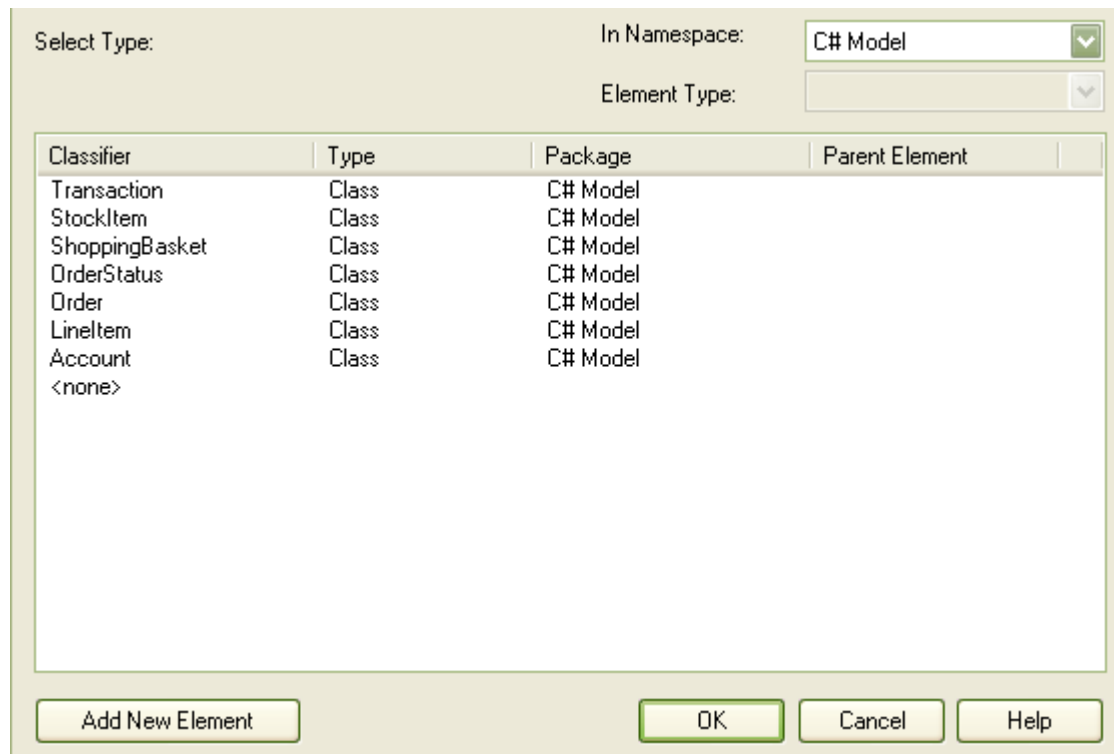 Select Type: In Namespace: C# Model
Element Type:
Classifier Type Package Parent Element
Transaction Class C# Model
StockItem Class C# Model
ShoppingBasket Class C# Model
OrderStatus Class C# Model
Order Class C# Model
LineItem Class C# Model
Account Class C# Model
<none>
Add New Element OK Cancel Help